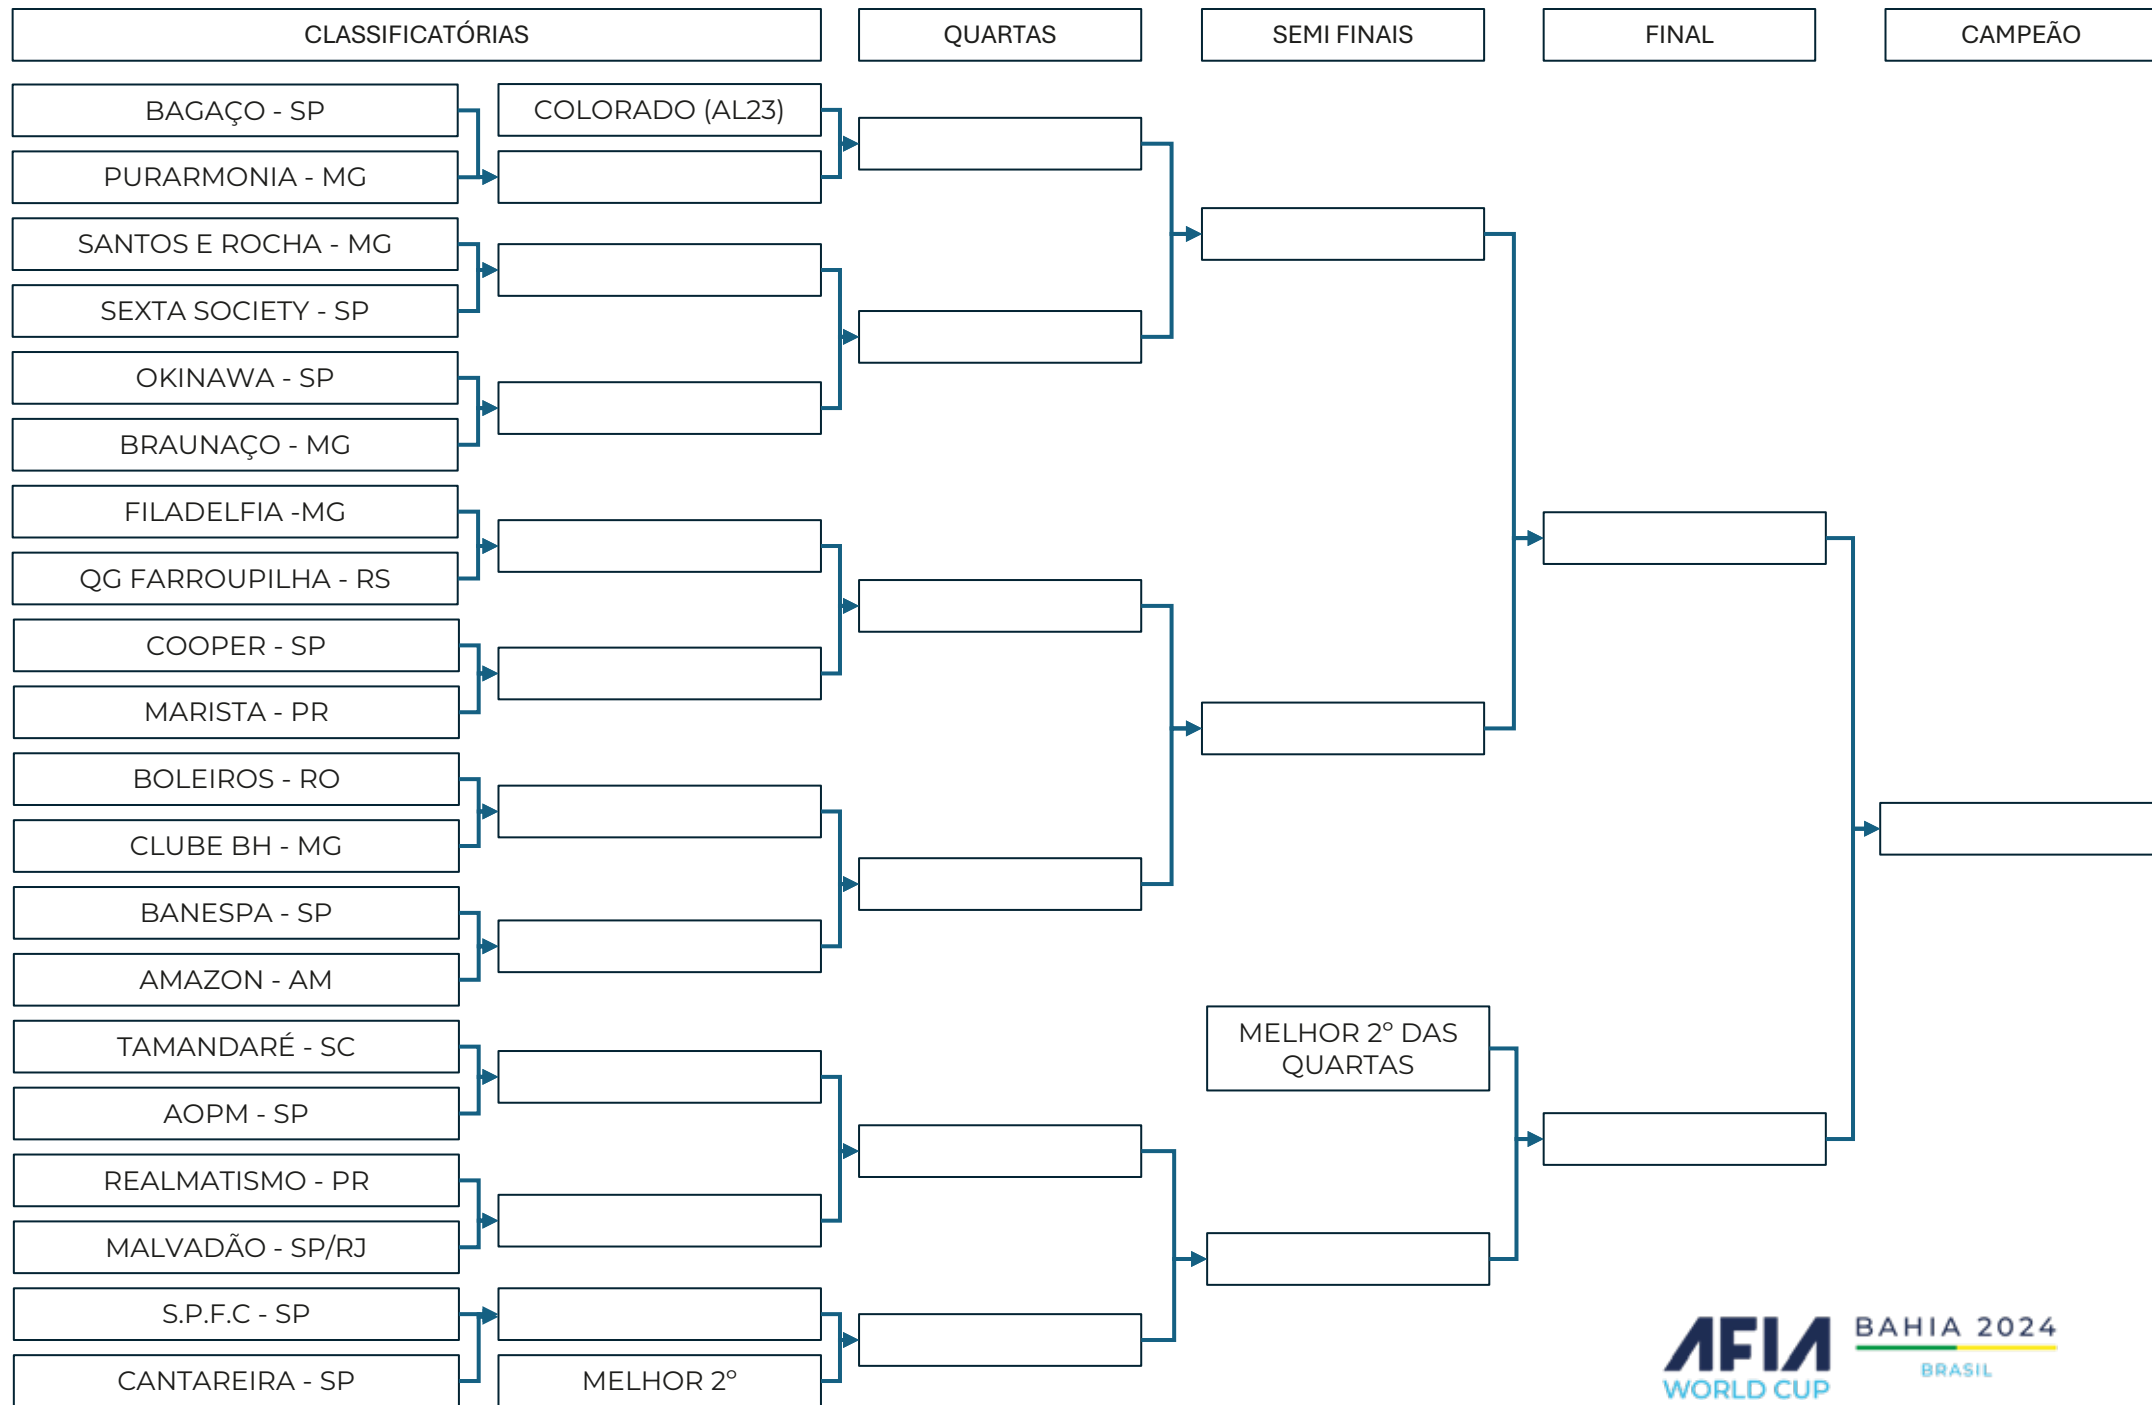 CLASSIFICATÓRIAS
QUARTAS
SEMI FINAIS
FINAL
CAMPEÃO
BAGAÇO - SP
COLORADO (AL23)
PURARMONIA - MG
SANTOS E ROCHA - MG
SEXTA SOCIETY - SP
OKINAWA - SP
BRAUNAÇO - MG
FILADELFIA -MG
QG FARROUPILHA - RS
COOPER - SP
MARISTA - PR
BOLEIROS - RO
CLUBE BH - MG
BANESPA - SP
AMAZON - AM
TAMANDARÉ - SC
MELHOR 2º DAS
QUARTAS
AOPM - SP
REALMATISMO - PR
MALVADÃO - SP/RJ
S.P.F.C - SP
CANTAREIRA - SP
MELHOR 2º
AFIA
WORLD CUP
BAHIA 2024
BRASIL